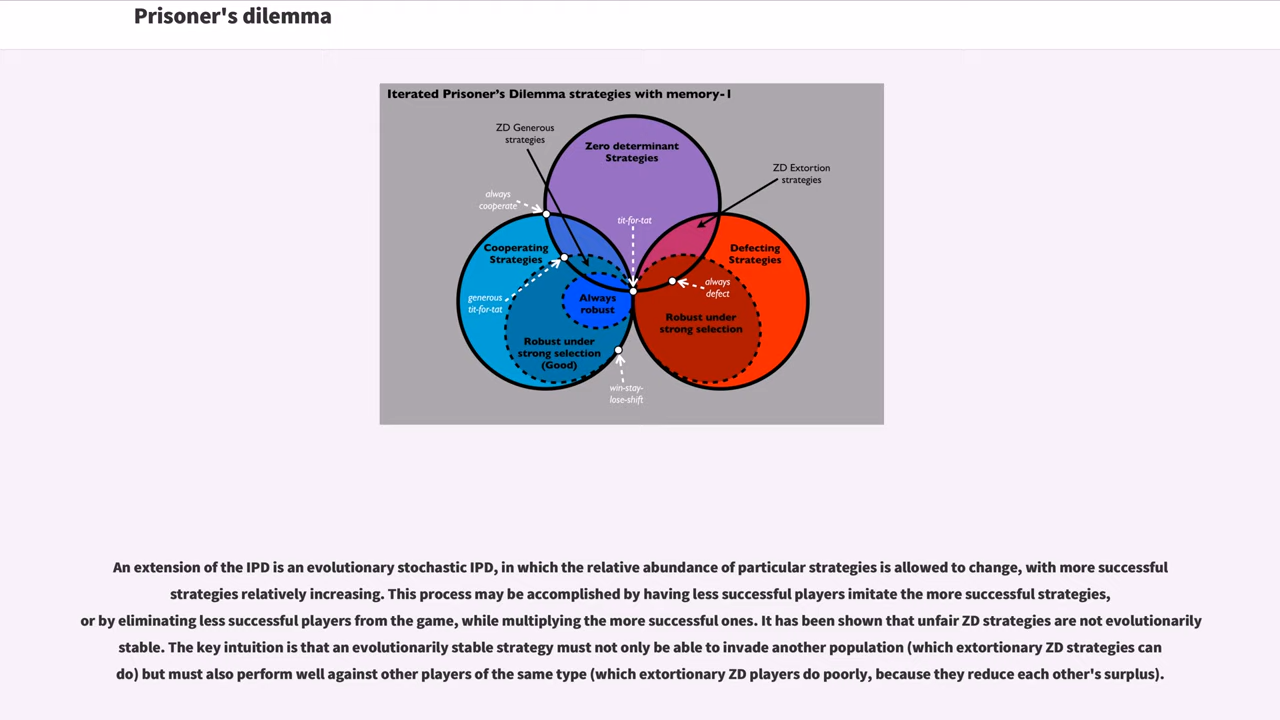 Prisoner's dilemma
Iterated Prisoner's Dilemma strategies with memory-1
ZD Generous
strategies
Zero determinant
Strategies
ZD Extortion
strategies
always
cooperate
tit-for-tat
Cooperating
Strategies
Defecting
Strategies
generous
tit-for-tat
Always
robust
always
defect
Robust under
strong selection
Robust under
strong selection
(Good)
win-stay-
lose-shift
An extension of the IPD is an evolutionary stochastic IPD, in which the relative abundance of particular strategies is allowed to change, with more successful
strategies relatively increasing. This process may be accomplished by having less successful players imitate the more successful strategies,
or by eliminating less successful players from the game, while multiplying the more successful ones. It has been shown that unfair ZD strategies are not evolutionarily
stable. The key intuition is that an evolutionarily stable strategy must not only be able to invade another population (which extortionary ZD strategies can
do) but must also perform well against other players of the same type (which extortionary ZD players do poorly, because they reduce each other's surplus).